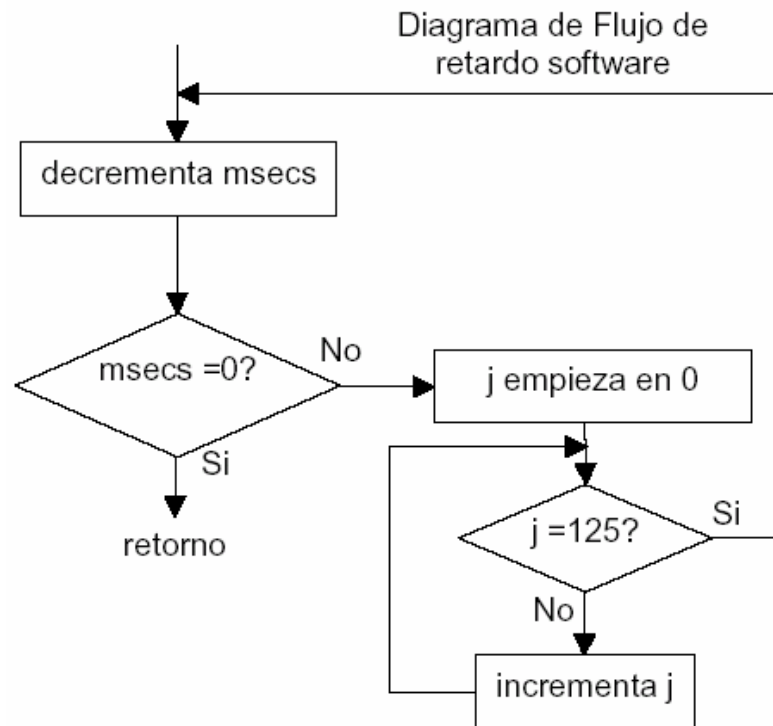 Diagrama de Flujo de
retardo software
decrementa msecs
msecs =0?
No
j empieza en 0
Si
retorno
j =125?
Si
No
incrementa j